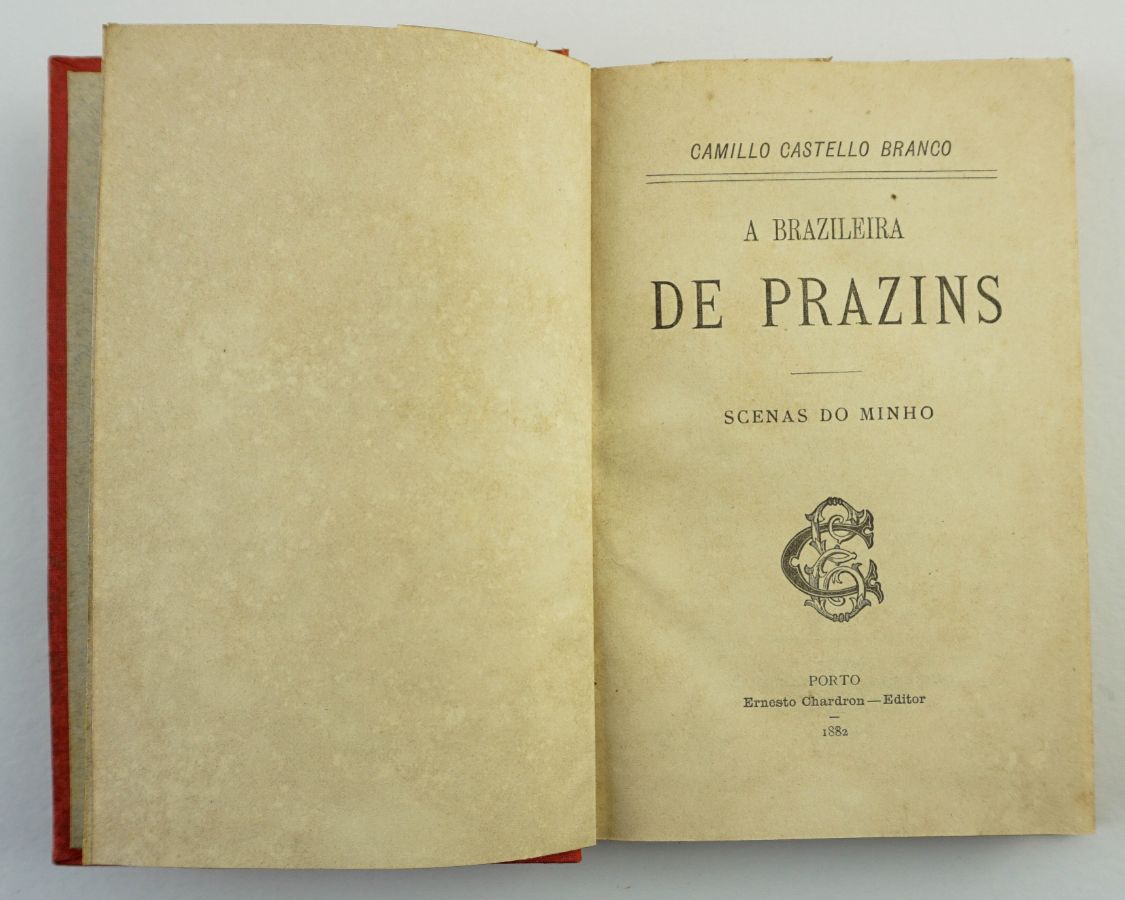 CAMILLO CASTELLO BRANCO
A BRAZILEIRA
DE PRAZINS
SCENAS DO MINHO
PORTO
Ernesto Chardron—Editor
1882